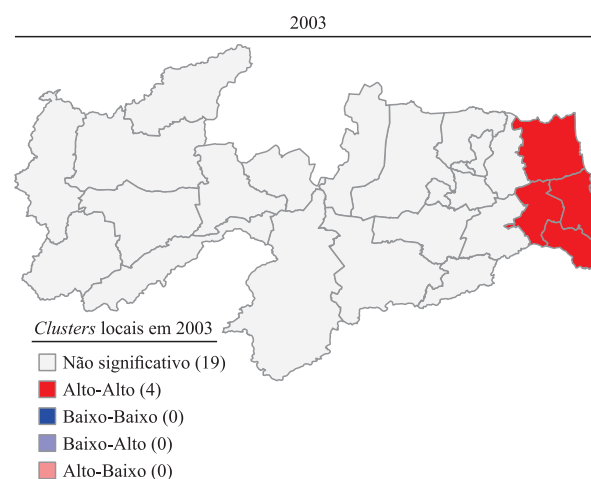 2003
Clusters locais em 2003
Não significativo (19)
Alto-Alto (4)
Baixo-Baixo (0)
Baixo-Alto (0)
Alto-Baixo (0)